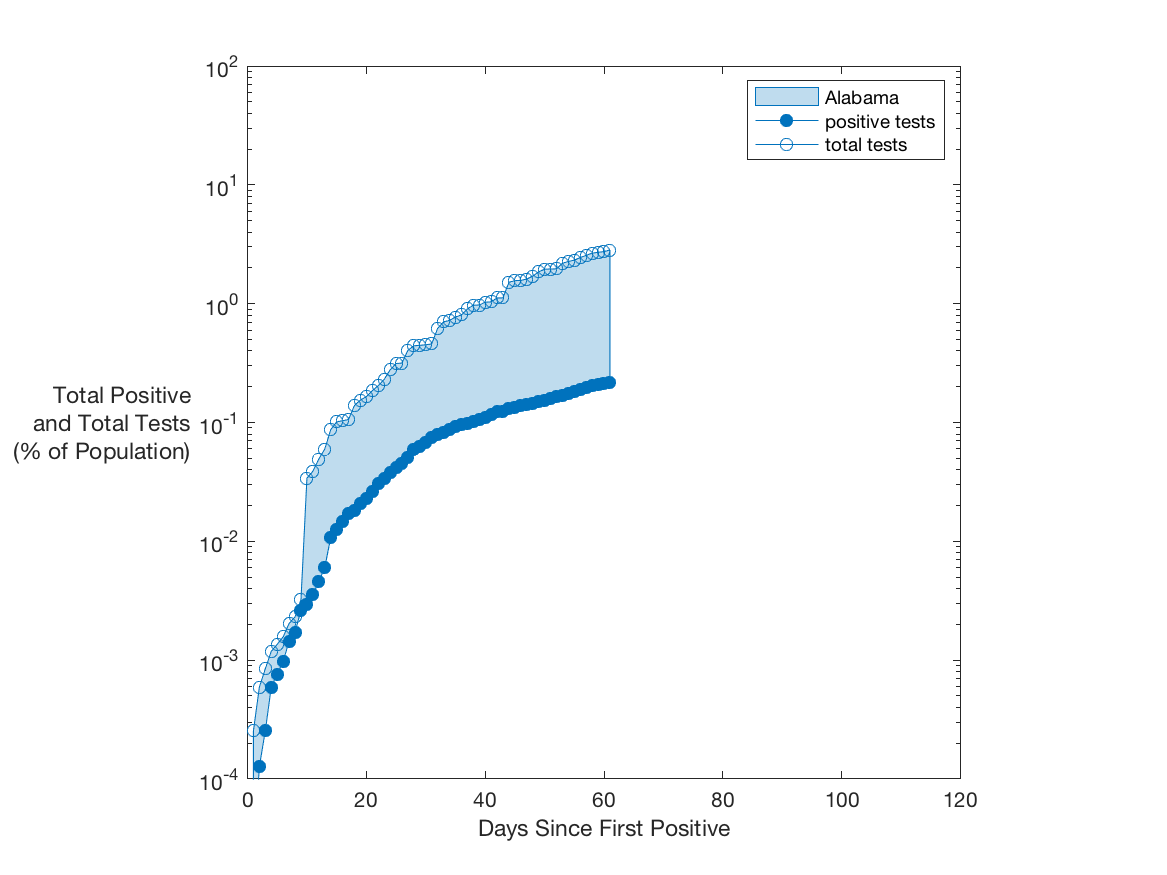 10^2
10^1
10^0
10^-1
10^-2
10^-3
10^-4
Total Positive
and Total Tests
(% of Population)
0 20 40 60 80 100 120
Days Since First Positive
Alabama
positive tests
total tests